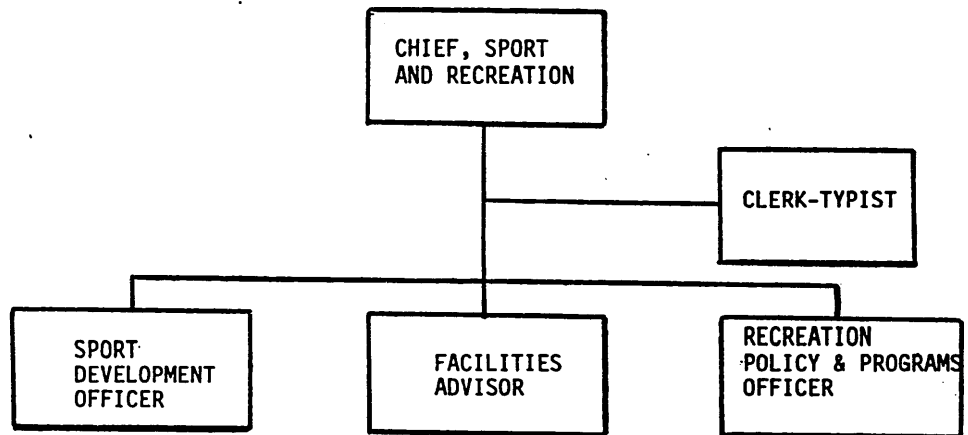 CHIEF, SPORT
AND RECREATION
CLERK-TYPIST
SPORT
DEVELOPMENT
OFFICER
FACILITIES
ADVISOR
RECREATION
POLICY & PROGRAMS
OFFICER